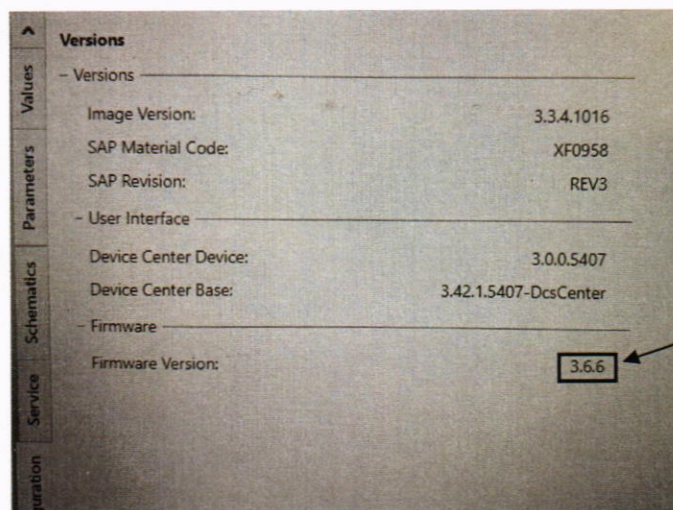 Versions
Versions
Image Version: 3.3.4.1016
SAP Material Code: XF0958
SAP Revision: REV3
User Interface
Device Center Device: 3.0.0.5407
Device Center Base: 3.42.1.5407-DcsCenter
Firmware
Firmware Version: 3.6.6
Values
Parameters
Schematics
Service
uration